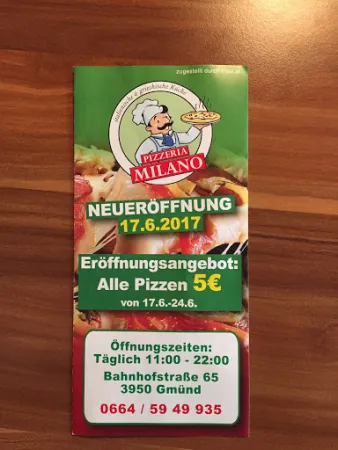 Zugestellt durch Post.at
italienische & griechische Küche
PIZZERIA
MILANO
NEUERÖFFNUNG
17.6.2017
Eröffnungsangebot:
Alle Pizzen 5€
von 17.6.-24.6.
Öffnungszeiten:
Täglich 11:00 - 22:00
Bahnhofstraße 65
3950 Gmünd
0664 / 59 49 935